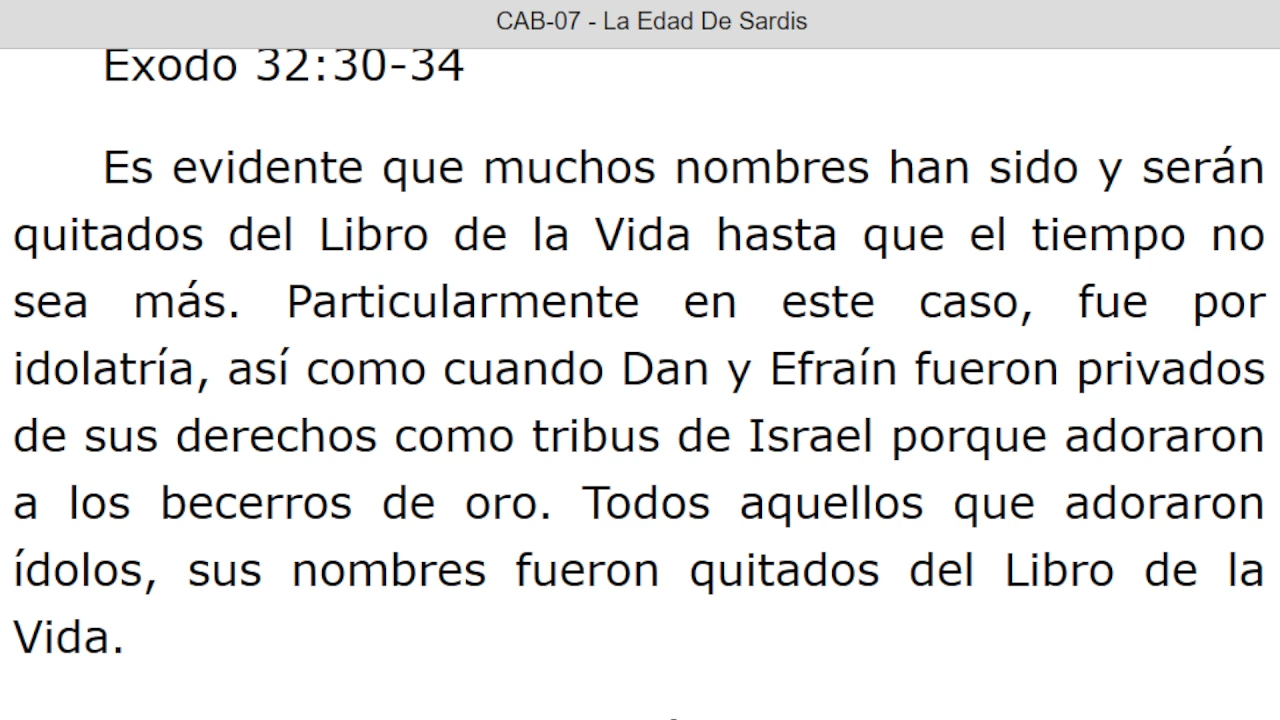 CAB-07 - La Edad De Sardis
Exodo 32:30-34
Es evidente que muchos nombres han sido y serán
quitados del Libro de la Vida hasta que el tiempo no
sea más. Particularmente en este caso, fue por
idolatría, así como cuando Dan y Efraín fueron privados
de sus derechos como tribus de Israel porque adoraron
a los becerros de oro. Todos aquellos que adoraron
ídolos, sus nombres fueron quitados del Libro de la
Vida.